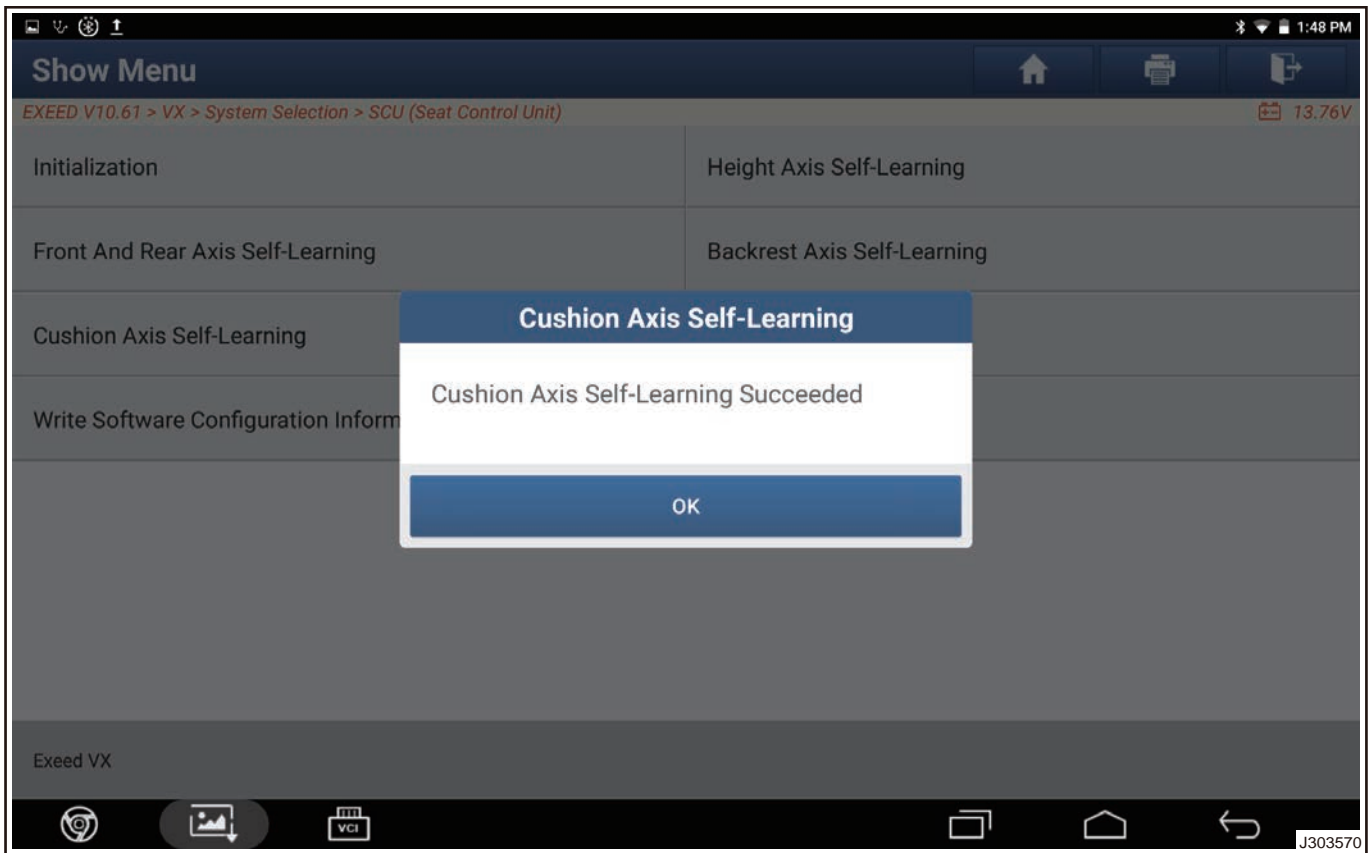 1:48 PM
Show Menu
EXEED V10.61 > VX > System Selection > SCU (Seat Control Unit)
13.76V
Initialization
Height Axis Self-Learning
Front And Rear Axis Self-Learning
Backrest Axis Self-Learning
Cushion Axis Self-Learning
Write Software Configuration Inform
Cushion Axis Self-Learning
Cushion Axis Self-Learning Succeeded
OK
Exeed VX
VCI
J303570